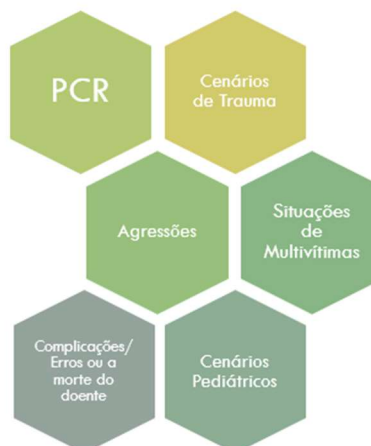 PCR
Cenários
de Trauma
Agressões
Situações
de
Multivítimas
Complicações/
Erros ou a
morte do
doente
Cenários
Pediátricos